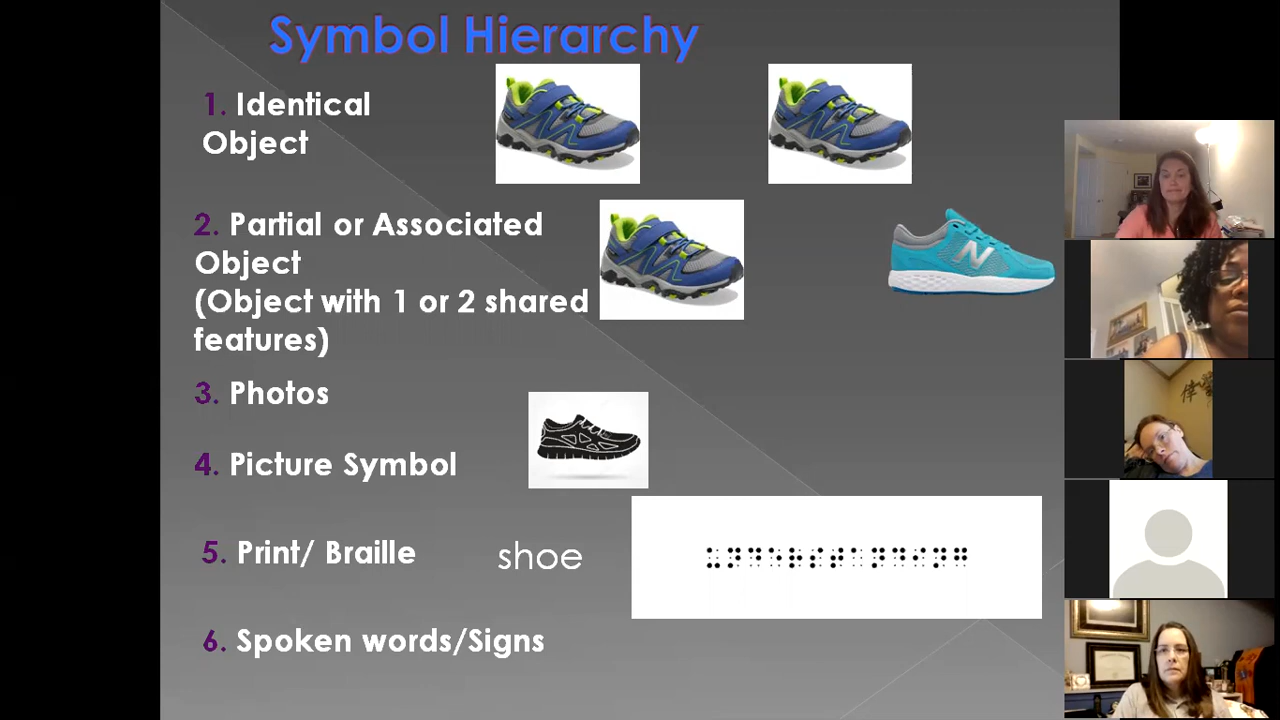 Symbol Hierarchy
1. Identical
Object
2. Partial or Associated
Object
(Object with 1 or 2 shared
features)
N
3. Photos
4. Picture Symbol
5. Print/ Braille
shoe
⠥⠝⠙⠑⠗⠎⠞⠁⠝⠙⠊⠝⠛
6. Spoken words/Signs